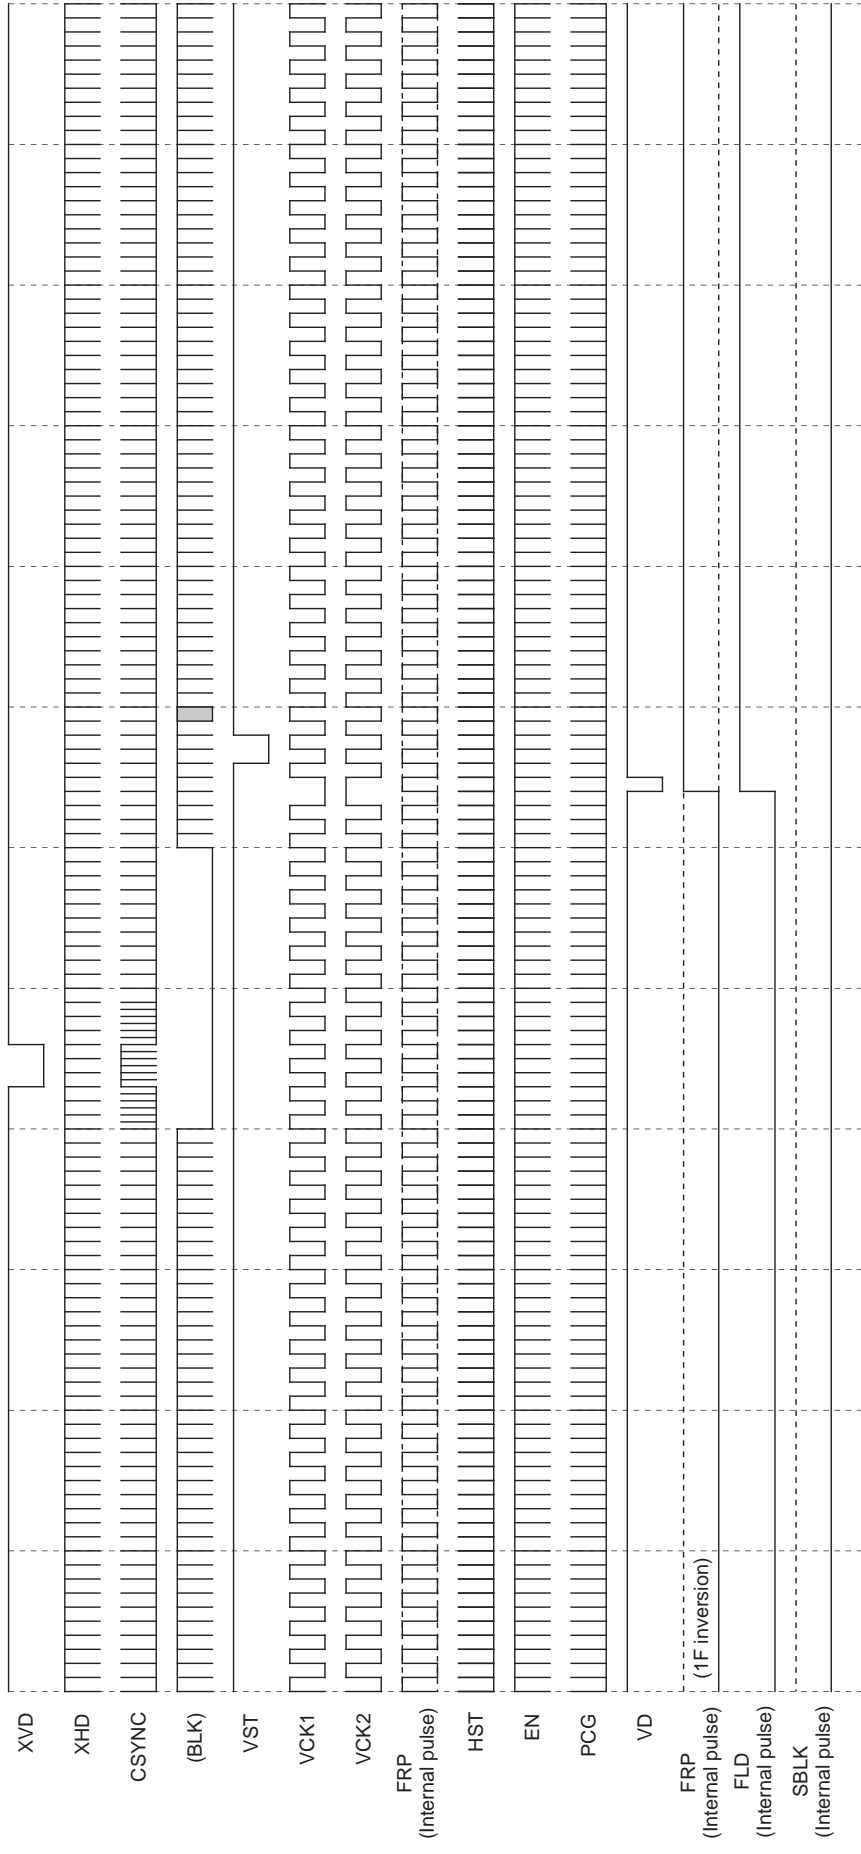 XVD
XHD
CSYNC
(BLK)
VST
VCK1
VCK2
FRP
(Internal pulse)
HST
EN
PCG
VD
(1F inversion)
FRP
(Internal pulse)
FLD
(Internal pulse)
SBLK
(Internal pulse)